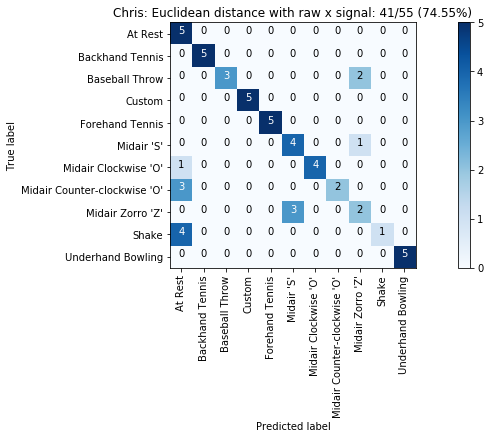 Chris: Euclidean distance with raw x signal: 41/55 (74.55%)
True label
At Rest 5 0 0 0 0 0 0 0 0 0 0
Backhand Tennis 0 5 0 0 0 0 0 0 0 0 0
Baseball Throw 0 0 3 0 0 0 0 0 2 0 0
Custom 0 0 0 5 0 0 0 0 0 0 0
Forehand Tennis 0 0 0 0 5 0 0 0 0 0 0
Midair 'S' 0 0 0 0 0 4 0 0 1 0 0
Midair Clockwise 'O' 1 0 0 0 0 0 4 0 0 0 0
Midair Counter-clockwise 'O' 3 0 0 0 0 0 0 2 0 0 0
Midair Zorro 'Z' 0 0 0 0 0 3 0 0 2 0 0
Shake 4 0 0 0 0 0 0 0 0 1 0
Underhand Bowling 0 0 0 0 0 0 0 0 0 0 5
At Rest
Backhand Tennis
Baseball Throw
Custom
Forehand Tennis
Midair 'S'
Midair Clockwise 'O'
Midair Counter-clockwise 'O'
Midair Zorro 'Z'
Shake
Underhand Bowling
Predicted label
5
4
3
2
1
0